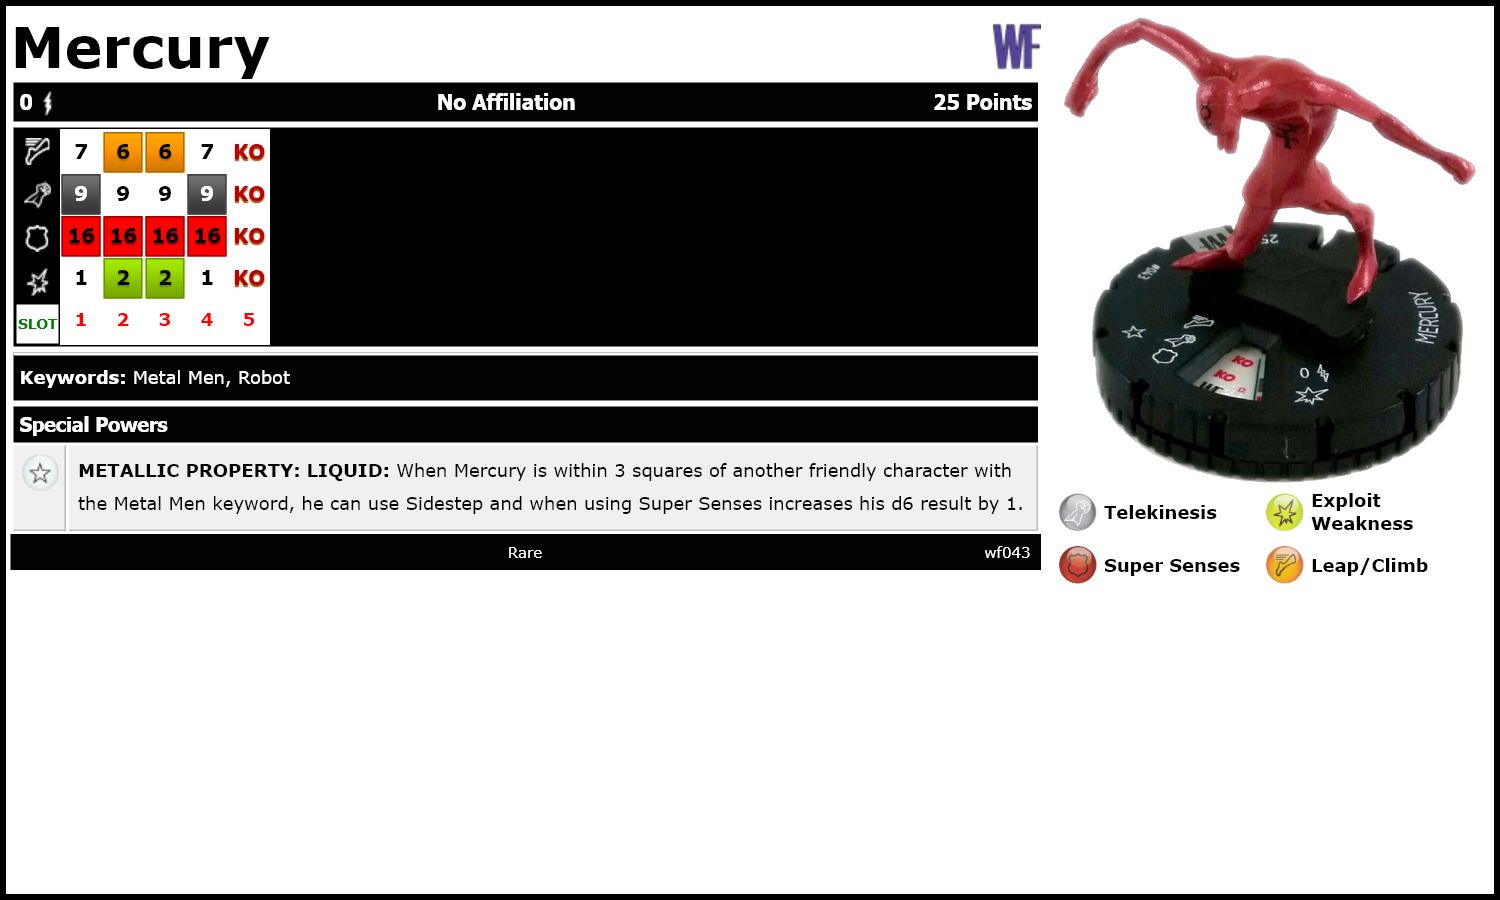 Mercury
WF
0 No Affiliation 25 Points
7 6 6 7 KO
9 9 9 9 KO
16 16 16 16 KO
1 2 2 1 KO
SLOT 1 2 3 4 5
Keywords: Metal Men, Robot
Special Powers
METALLIC PROPERTY: LIQUID: When Mercury is within 3 squares of another friendly character with
the Metal Men keyword, he can use Sidestep and when using Super Senses increases his d6 result by 1.
Rare wf043
WF
25
#043
MERCURY
KO
KO
12
0
Telekinesis
Exploit
Weakness
Super Senses
Leap/Climb